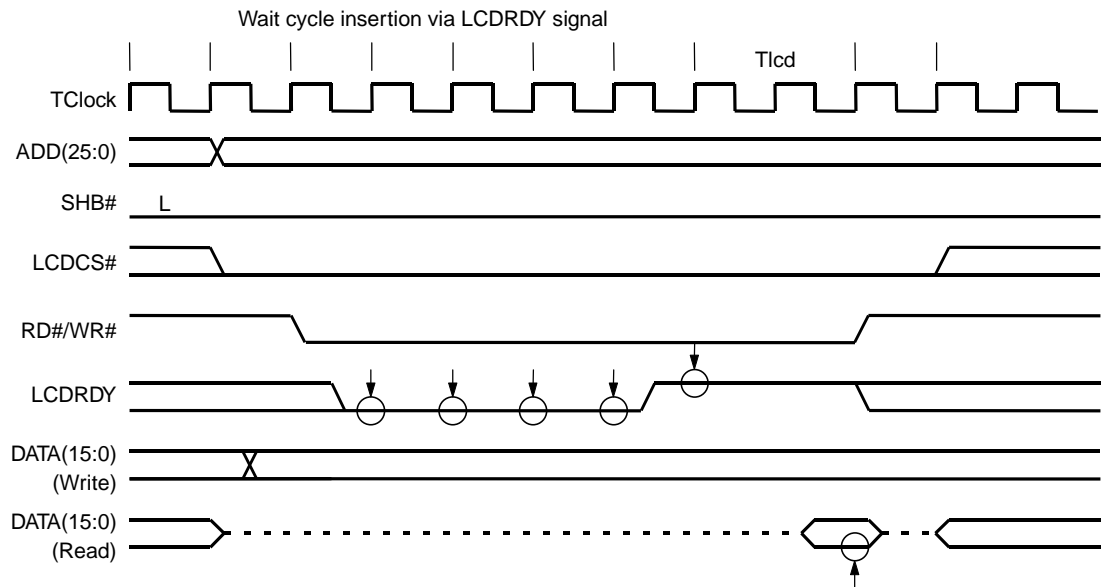 Wait cycle insertion via LCDRDY signal
Tlcd
TClock
ADD(25:0)
SHB#
L
LCDCS#
RD#/WR#
LCDRDY
DATA(15:0)
(Write)
DATA(15:0)
(Read)